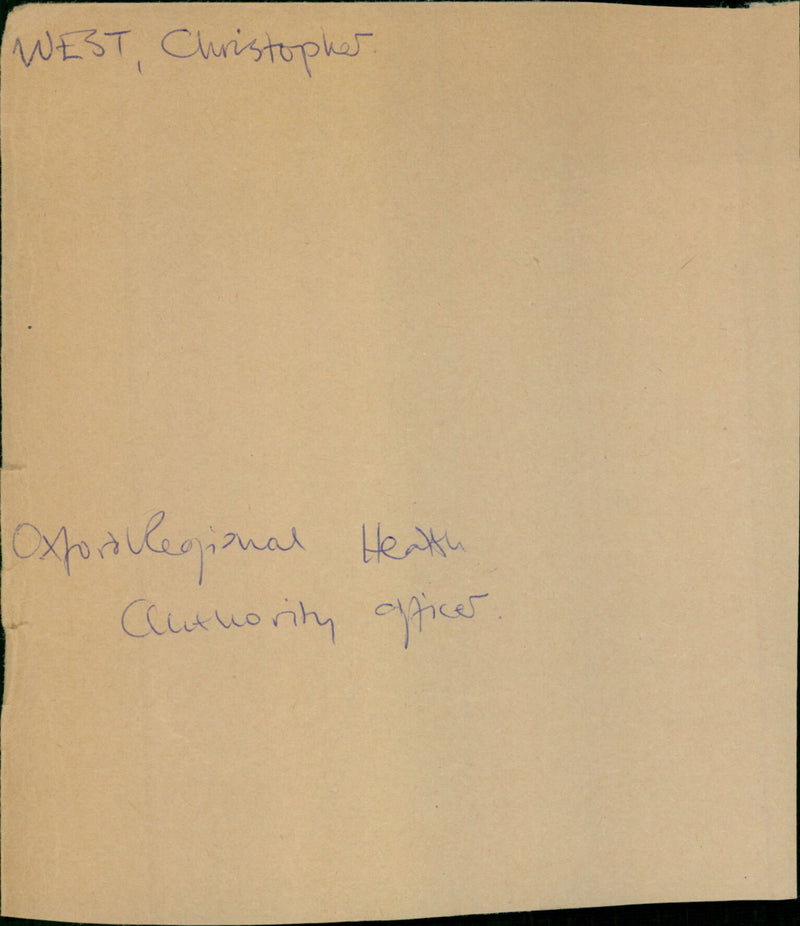 WEST, Christopher
Oxford Regional Health
Authority officer.